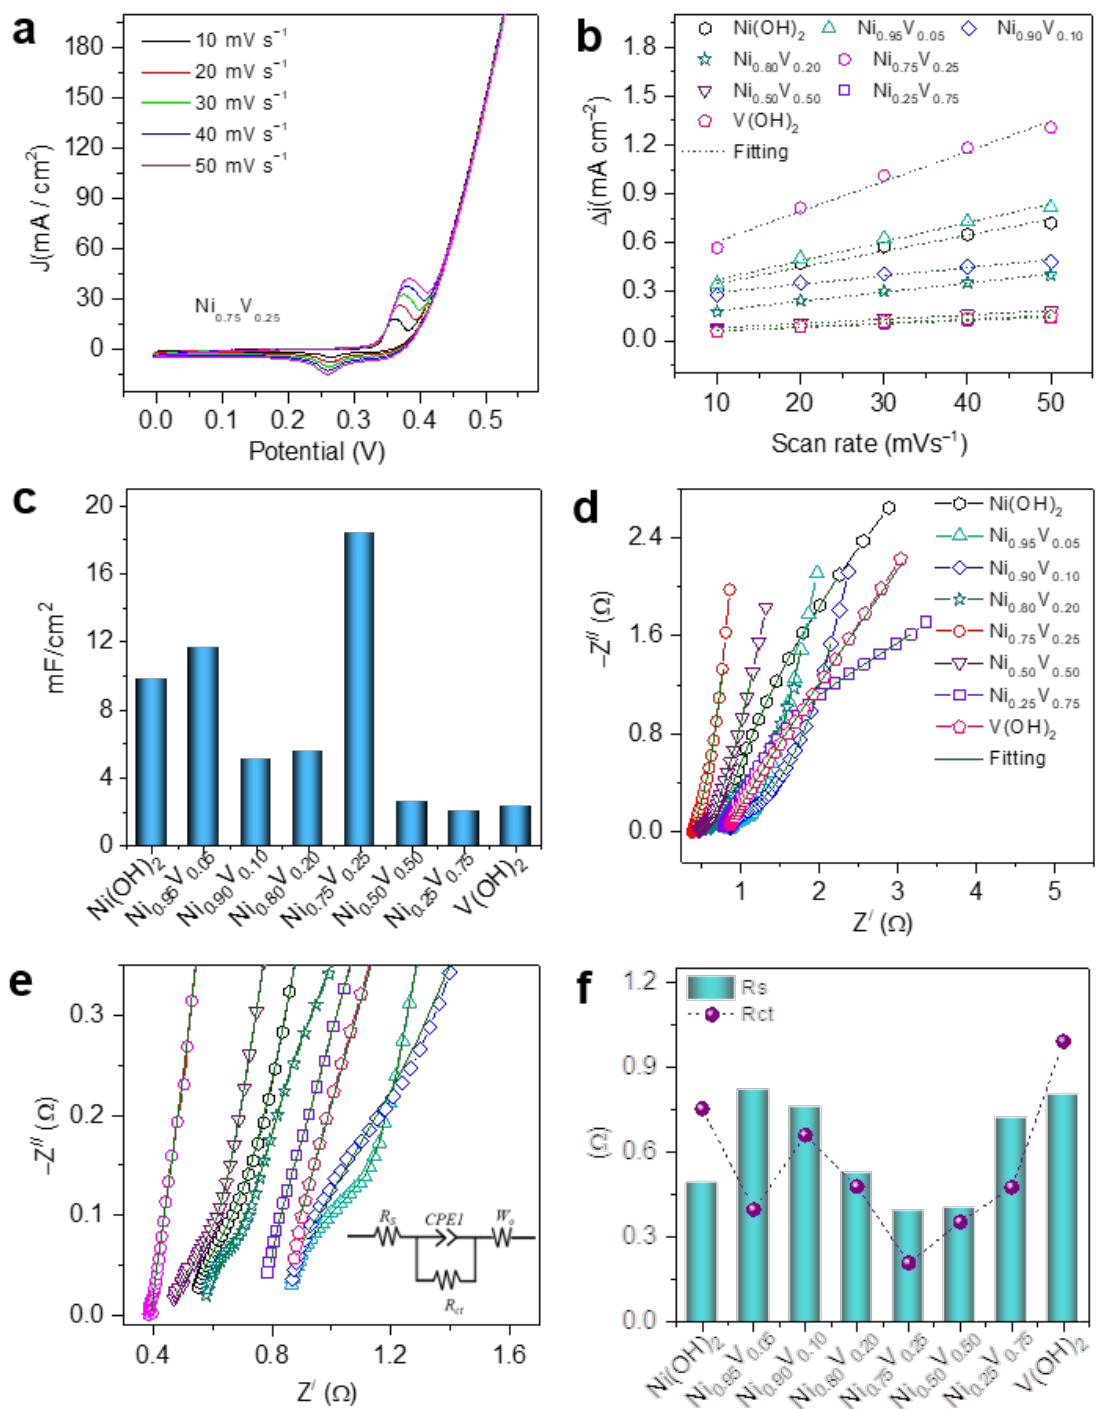 a
180
150
120
90
60
30
0
J(mA / cm²)
10 mV s⁻¹
20 mV s⁻¹
30 mV s⁻¹
40 mV s⁻¹
50 mV s⁻¹
Ni₀.₇₅V₀.₂₅
0.0 0.1 0.2 0.3 0.4 0.5
Potential (V)
b
Ni(OH)₂ Ni₀.₉₅V₀.₀₅ Ni₀.₉₀V₀.₁₀
Ni₀.₈₀V₀.₂₀ Ni₀.₇₅V₀.₂₅
Ni₀.₅₀V₀.₅₀ Ni₀.₂₅V₀.₇₅
V(OH)₂
Fitting
1.8
1.5
1.2
0.9
0.6
0.3
0.0
Δj(mA cm⁻²)
10 20 30 40 50
Scan rate (mVs⁻¹)
c
20
16
12
8
4
0
mF/cm²
Ni(OH)₂
Ni₀.₉₅V₀.₀₅
Ni₀.₉₀V₀.₁₀
Ni₀.₈₀V₀.₂₀
Ni₀.₇₅V₀.₂₅
Ni₀.₅₀V₀.₅₀
Ni₀.₂₅V₀.₇₅
V(OH)₂
d
2.4
1.6
0.8
0.0
−Z// (Ω)
Ni(OH)₂
Ni₀.₉₅V₀.₀₅
Ni₀.₉₀V₀.₁₀
Ni₀.₈₀V₀.₂₀
Ni₀.₇₅V₀.₂₅
Ni₀.₅₀V₀.₅₀
Ni₀.₂₅V₀.₇₅
V(OH)₂
Fitting
1 2 3 4 5
Z/ (Ω)
e
0.3
0.2
0.1
0.0
−Z// (Ω)
Rs CPE1 Wo
Rct
0.4 0.8 1.2 1.6
Z/ (Ω)
f
Rs
Rct
1.2
0.9
0.6
0.3
0.0
(Ω)
Ni(OH)₂
Ni₀.₉₅V₀.₀₅
Ni₀.₉₀V₀.₁₀
Ni₀.₈₀V₀.₂₀
Ni₀.₇₅V₀.₂₅
Ni₀.₅₀V₀.₅₀
Ni₀.₂₅V₀.₇₅
V(OH)₂